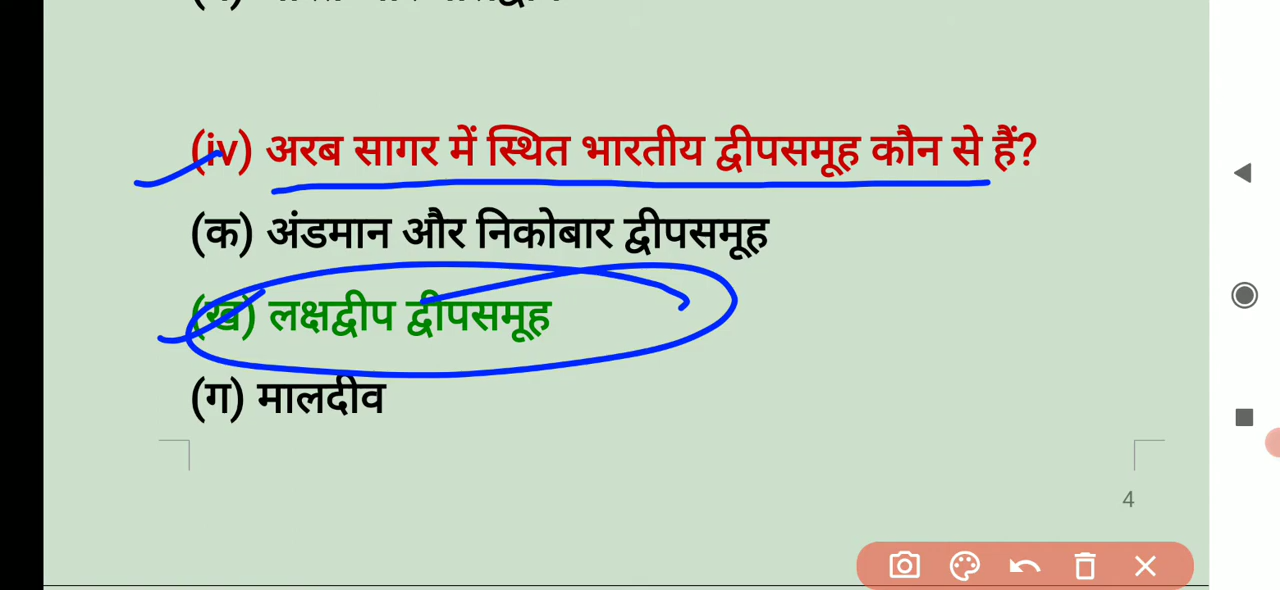 (iv) अरब सागर में स्थित भारतीय द्वीपसमूह कौन से हैं?
(क) अंडमान और निकोबार द्वीपसमूह
(ख) लक्षद्वीप द्वीपसमूह
(ग) मालदीव
4